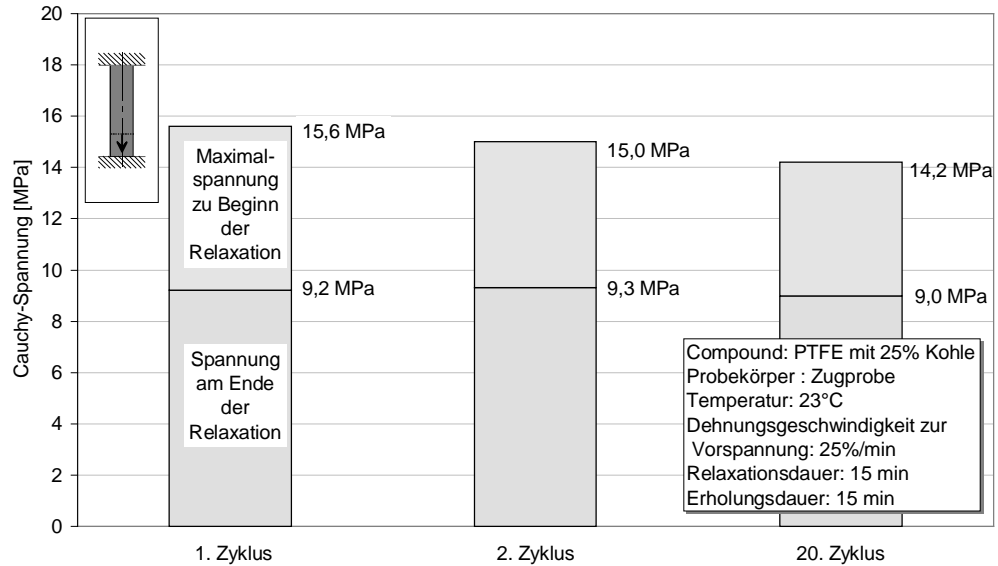 Cauchy-Spannung [MPa]
20
18
16
14
12
10
8
6
4
2
0
15,6 MPa
15,0 MPa
14,2 MPa
Maximal-
spannung
zu Beginn
der
Relaxation
9,2 MPa
9,3 MPa
9,0 MPa
Spannung
am Ende
der
Relaxation
Compound: PTFE mit 25% Kohle
Probekörper : Zugprobe
Temperatur: 23°C
Dehnungsgeschwindigkeit zur
Vorspannung: 25%/min
Relaxationsdauer: 15 min
Erholungsdauer: 15 min
1. Zyklus
2. Zyklus
20. Zyklus